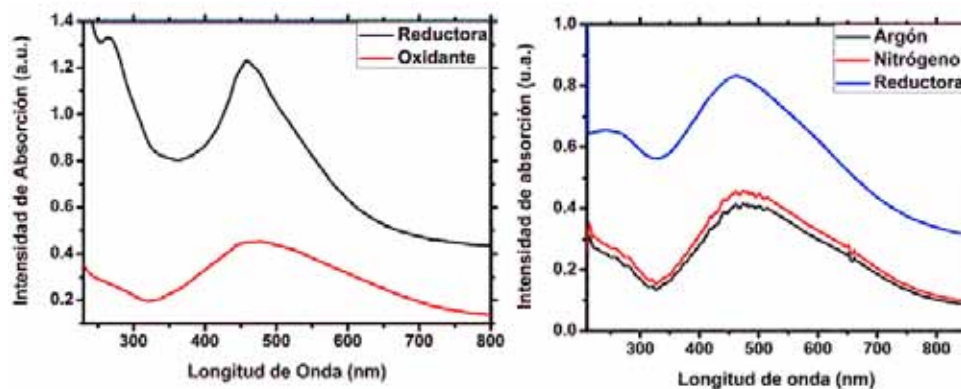 Intensidad de Absorción (a.u.)
1.4
1.2
1.0
0.8
0.6
0.4
0.2
Reductora
Oxidante
300 400 500 600 700 800
Longitud de Onda (nm)
Intensidad de absorción (u.a.)
1.0
0.8
0.6
0.4
0.2
0.0
Argón
Nitrógeno
Reductora
300 400 500 600 700 800
Longitud de onda (nm)